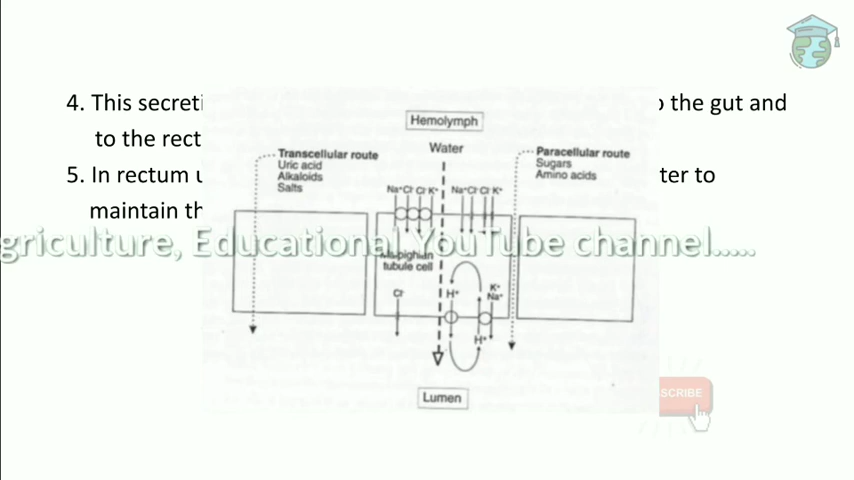 4. This secreti
o the gut and
to the rect
5. In rectum u
ter to
maintain th
griculture, Educational YouTube channel.....
Hemolymph
Water
Transcellular route
Uric acid
Alkaloids
Salts
Paracellular route
Sugars
Amino acids
Na⁺ Cl⁻ Cl⁻ K⁺
Na⁺ Cl⁻ Cl⁻ K⁺
Malpighian
tubule cell
Cl⁻
H⁺
K⁺
Na⁺
H⁺
Lumen
SCRIBE